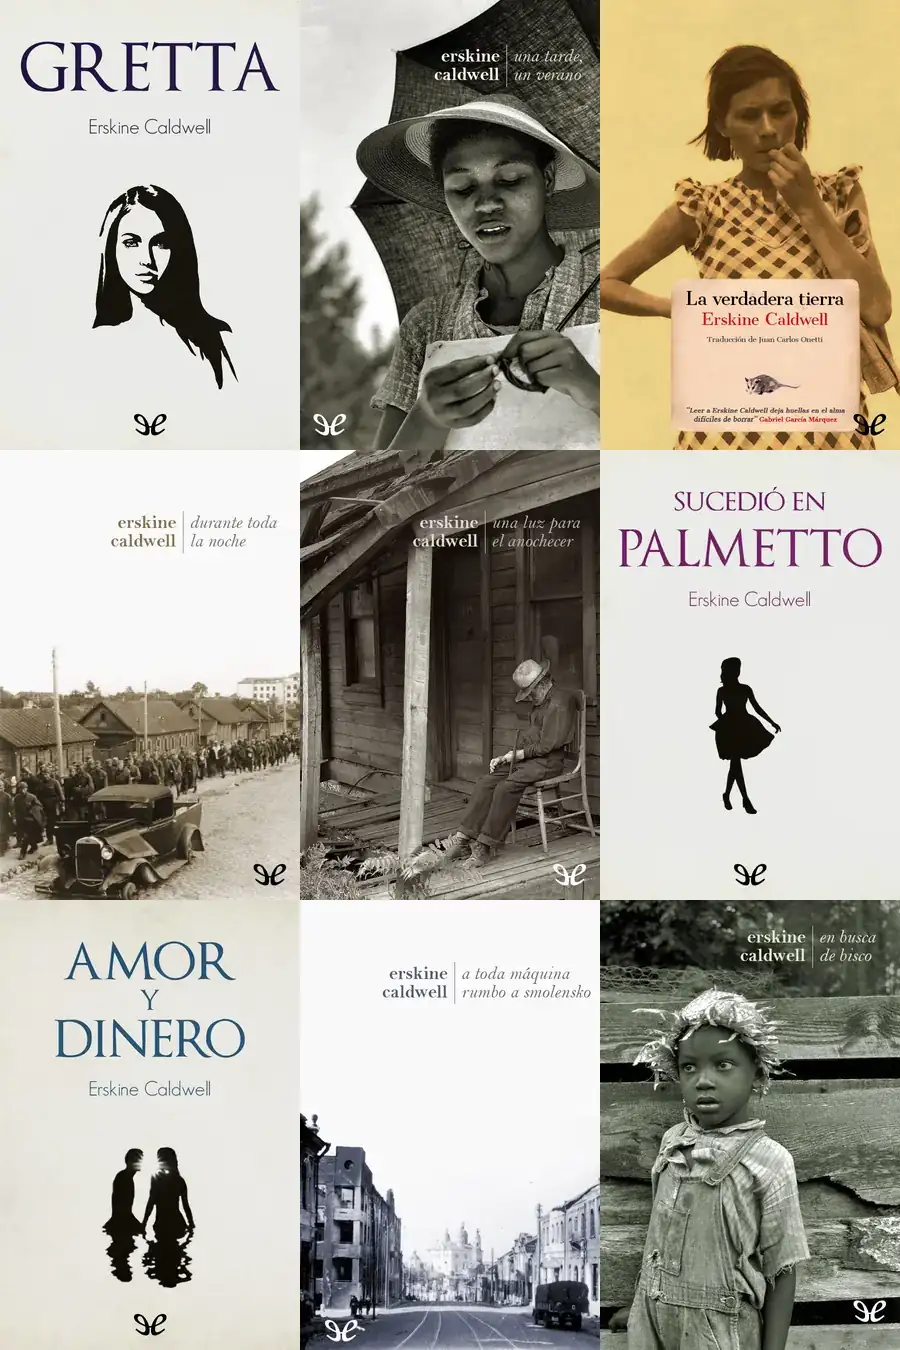 GRETTA
Erskine Caldwell
erskine caldwell
una tarde,
un verano
La verdadera tierra
Erskine Caldwell
Traducción de Juan Carlos Onetti
"Leer a Erskine Caldwell deja huellas en el alma
difíciles de borrar" Gabriel García Márquez
erskine caldwell
durante toda
la noche
erskine caldwell
una luz para
el anochecer
SUCEDIÓ EN
PALMETTO
Erskine Caldwell
AMOR
Y
DINERO
Erskine Caldwell
erskine caldwell
a toda máquina
rumbo a smolensko
erskine caldwell
en busca
de bisco